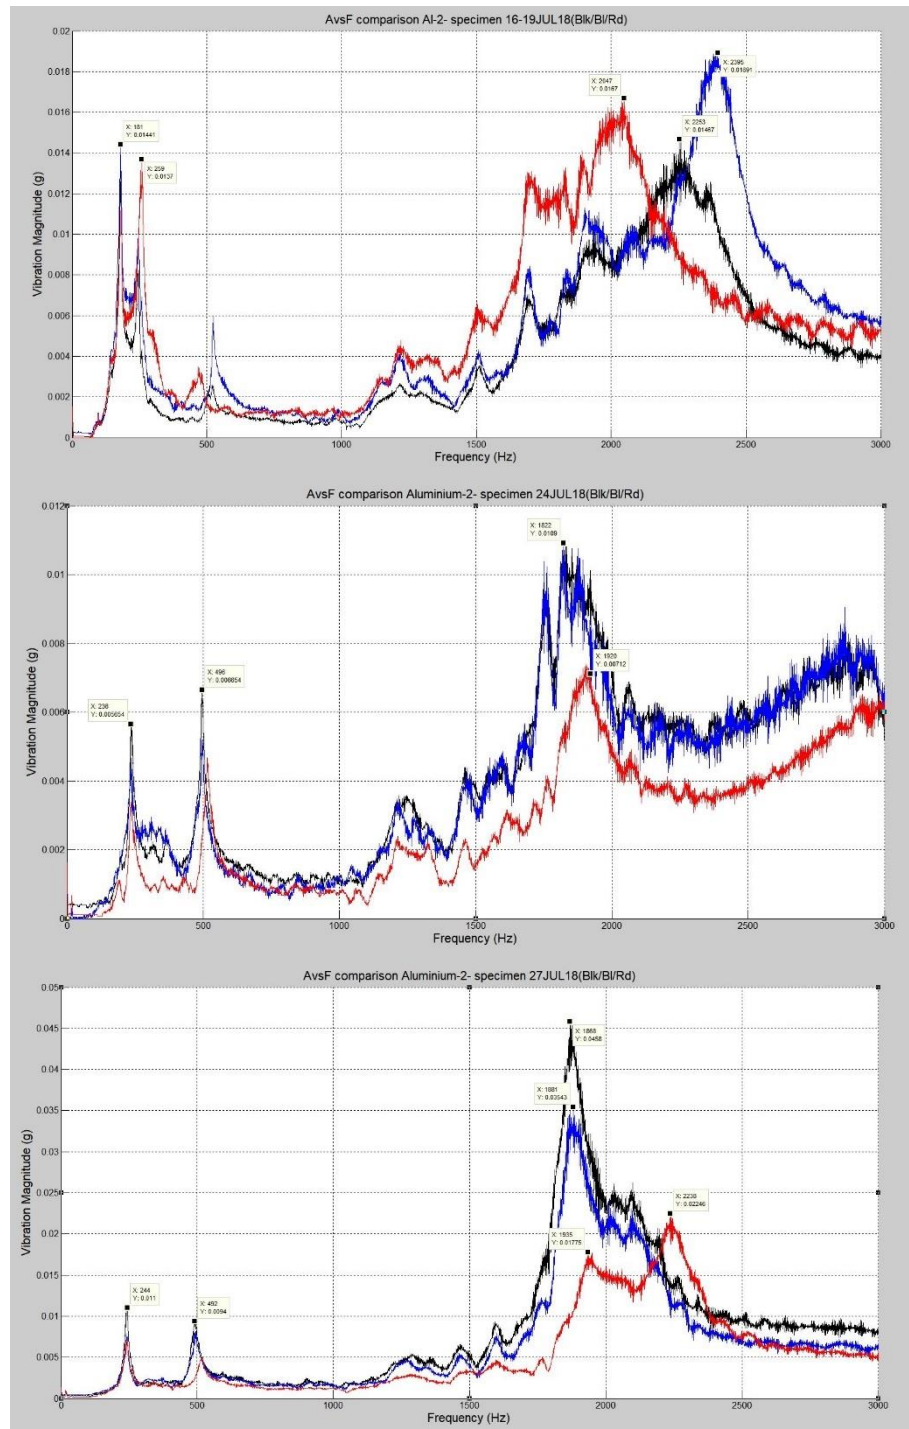 AvsF comparison Al-2- specimen 16-19JUL18(Blk/Bl/Rd)
0.02
0.018
0.016
0.014
0.012
0.01
0.008
0.006
0.004
0.002
0
Vibration Magnitude (g)
X: 181
Y: 0.01441
X: 259
Y: 0.0137
X: 2047
Y: 0.0167
X: 2253
Y: 0.01467
X: 2395
Y: 0.01891
0 500 1000 1500 2000 2500 3000
Frequency (Hz)
AvsF comparison Aluminium-2- specimen 24JUL18(Blk/Bl/Rd)
0.012
0.01
0.008
0.006
0.004
0.002
0
Vibration Magnitude (g)
X: 236
Y: 0.005654
X: 496
Y: 0.006654
X: 1822
Y: 0.0109
X: 1920
Y: 0.00712
0 500 1000 1500 2000 2500 3000
Frequency (Hz)
AvsF comparison Aluminium-2- specimen 27JUL18(Blk/Bl/Rd)
0.05
0.045
0.04
0.035
0.03
0.025
0.02
0.015
0.01
0.005
0
Vibration Magnitude (g)
X: 244
Y: 0.011
X: 492
Y: 0.0094
X: 1868
Y: 0.0458
X: 1881
Y: 0.03543
X: 1935
Y: 0.01775
X: 2238
Y: 0.02246
0 500 1000 1500 2000 2500 3000
Frequency (Hz)